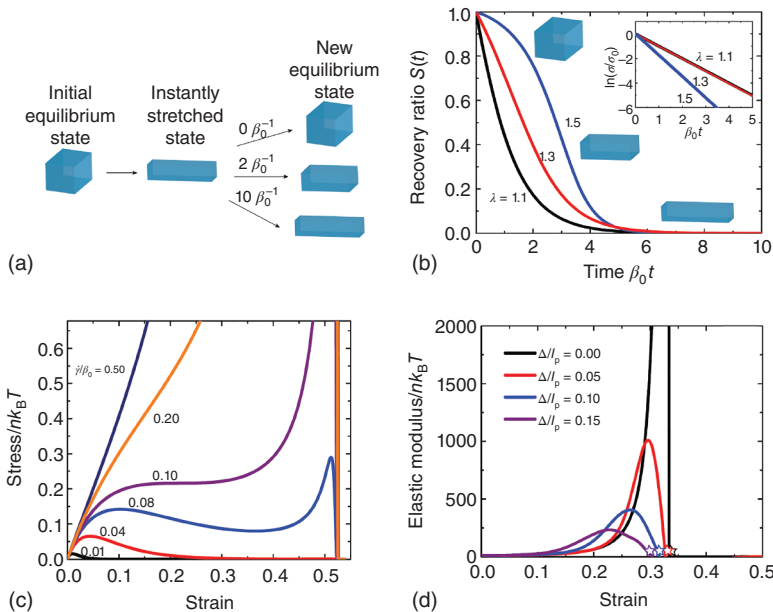 New
equilibrium
state
Initial
equilibrium
state
Instantly
stretched
state
0 β₀⁻¹
2 β₀⁻¹
10 β₀⁻¹
(a)
Recovery ratio S(t)
1.0
0.8
0.6
0.4
0.2
0.0
0
2
4
6
8
10
Time β₀t
1.5
1.3
λ = 1.1
ln(σ/σ₀)
0
−2
−4
−6
0
1
2
3
4
5
β₀t
λ = 1.1
1.3
1.5
(b)
Stress/nk_BT
0.6
0.5
0.4
0.3
0.2
0.1
0.0
0.0
0.1
0.2
0.3
0.4
0.5
Strain
γ̇/β₀ = 0.50
0.20
0.10
0.08
0.04
0.01
(c)
Elastic modulus/nk_BT
2000
1500
1000
500
0
0.0
0.1
0.2
0.3
0.4
0.5
Strain
Δ/l_p = 0.00
Δ/l_p = 0.05
Δ/l_p = 0.10
Δ/l_p = 0.15
(d)